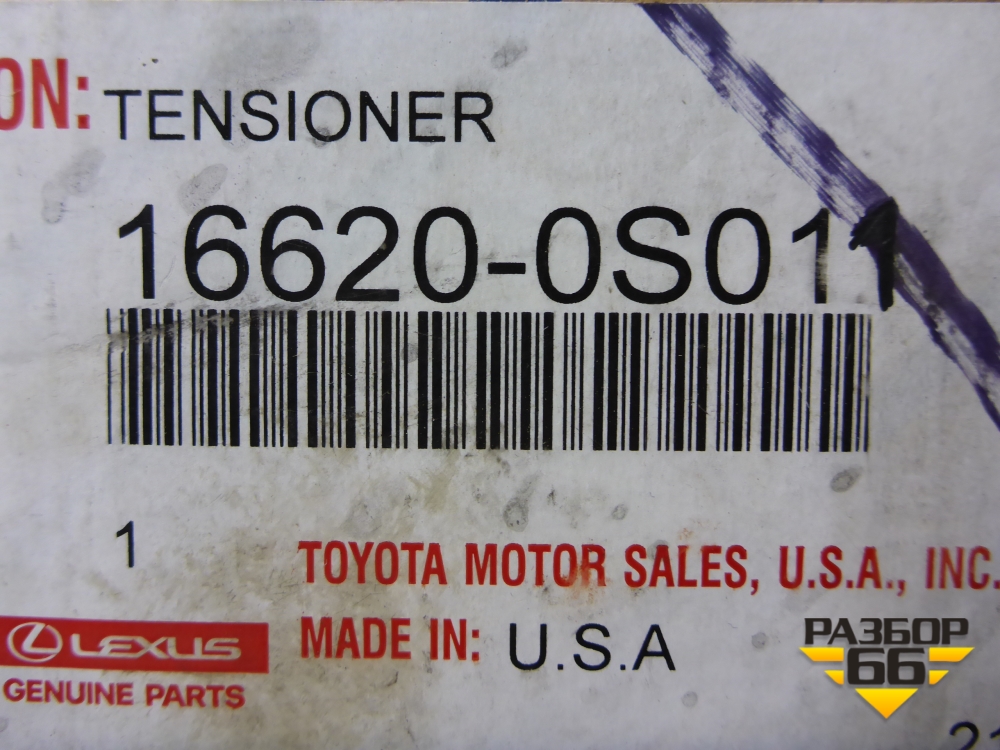 ON: TENSIONER
16620-0S011
1
TOYOTA MOTOR SALES, U.S.A., INC.
LEXUS
GENUINE PARTS
MADE IN: U.S.A
РАЗБОР
66